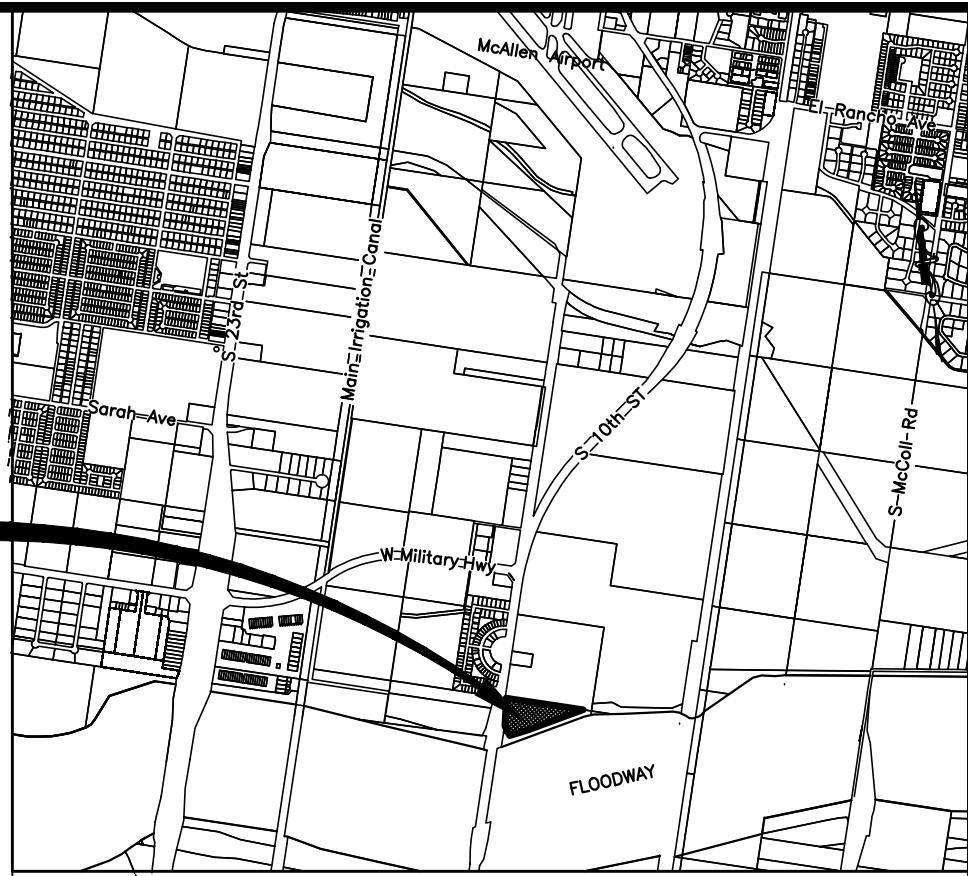 McAllen Airport
El Rancho Ave
Main Irrigation Canal
S 23rd St
Sarah Ave
S 10th ST
S McColl Rd
W Military Hwy
FLOODWAY